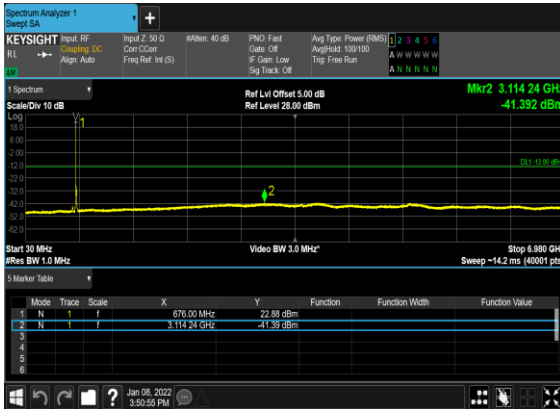 Spectrum Analyzer 1
Swept SA
KEYSIGHT Input: RF Input Z: 50 Ω #Atten: 40 dB PNO: Fast Avg Type: Power (RMS) 1 2 3 4 5 6
RL Coupling: DC Corr CCorr Gate: Off Avg|Hold: 100/100 A W W W W W
Align: Auto Freq Ref: Int (S) IF Gain: Low Trig: Free Run
Sig Track: Off A N N N N N
1 Spectrum Ref Lvl Offset 5.00 dB Mkr2 3.114 24 GHz
Scale/Div 10 dB Ref Level 28.00 dBm -41.392 dBm
Log
18.0
8.00
-2.00
-12.0 DL1 -13.00 dBm
-22.0
-32.0
-42.0
-52.0
-62.0
1
2
Start 30 MHz Video BW 3.0 MHz* Stop 6.980 GHz
#Res BW 1.0 MHz Sweep ~14.2 ms (40001 pts)
5 Marker Table
Mode Trace Scale X Y Function Function Width Function Value
1 N 1 f 676.00 MHz 22.88 dBm
2 N 1 f 3.114 24 GHz -41.39 dBm
3
4
5
6
? Jan 08, 2022
3:50:55 PM